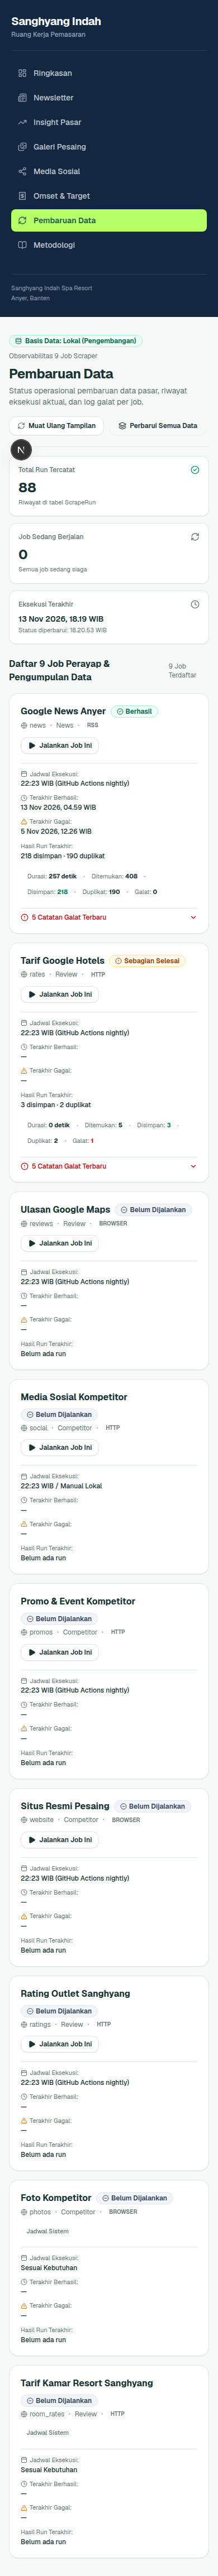 Sanghyang Indah
Ruang Kerja Pemasaran
Ringkasan
Newsletter
Insight Pasar
Galeri Pesaing
Media Sosial
Omset & Target
Pembaruan Data
Metodologi
Sanghyang Indah Spa Resort
Anyer, Banten
Basis Data: Lokal (Pengembangan)
Observabilitas 9 Job Scraper
Pembaruan Data
Status operasional pembaruan data pasar, riwayat
eksekusi aktual, dan log galat per job.
Muat Ulang Tampilan
Perbarui Semua Data
N
Total Run Tercatat
88
Riwayat di tabel ScrapeRun
Job Sedang Berjalan
0
Semua job sedang siaga
Eksekusi Terakhir
13 Nov 2026, 18.19 WIB
Status diperbarui: 18.20.53 WIB
Daftar 9 Job Perayap &
Pengumpulan Data
9 Job
Terdaftar
Google News Anyer Berhasil
news · News · RSS
Jalankan Job Ini
Jadwal Eksekusi:
22:23 WIB (GitHub Actions nightly)
Terakhir Berhasil:
13 Nov 2026, 04.59 WIB
Terakhir Gagal:
5 Nov 2026, 12.26 WIB
Hasil Run Terakhir:
218 disimpan · 190 duplikat
Durasi: 257 detik · Ditemukan: 408 ·
Disimpan: 218 · Duplikat: 190 · Galat: 0
5 Catatan Galat Terbaru
Tarif Google Hotels Sebagian Selesai
rates · Review · HTTP
Jalankan Job Ini
Jadwal Eksekusi:
22:23 WIB (GitHub Actions nightly)
Terakhir Berhasil:
—
Terakhir Gagal:
—
Hasil Run Terakhir:
3 disimpan · 2 duplikat
Durasi: 0 detik · Ditemukan: 5 · Disimpan: 3 ·
Duplikat: 2 · Galat: 1
5 Catatan Galat Terbaru
Ulasan Google Maps Belum Dijalankan
reviews · Review · BROWSER
Jalankan Job Ini
Jadwal Eksekusi:
22:23 WIB (GitHub Actions nightly)
Terakhir Berhasil:
—
Terakhir Gagal:
—
Hasil Run Terakhir:
Belum ada run
Media Sosial Kompetitor
Belum Dijalankan
social · Competitor · HTTP
Jalankan Job Ini
Jadwal Eksekusi:
22:23 WIB / Manual Lokal
Terakhir Berhasil:
—
Terakhir Gagal:
—
Hasil Run Terakhir:
Belum ada run
Promo & Event Kompetitor
Belum Dijalankan
promos · Competitor · HTTP
Jalankan Job Ini
Jadwal Eksekusi:
22:23 WIB (GitHub Actions nightly)
Terakhir Berhasil:
—
Terakhir Gagal:
—
Hasil Run Terakhir:
Belum ada run
Situs Resmi Pesaing Belum Dijalankan
website · Competitor · BROWSER
Jalankan Job Ini
Jadwal Eksekusi:
22:23 WIB (GitHub Actions nightly)
Terakhir Berhasil:
—
Terakhir Gagal:
—
Hasil Run Terakhir:
Belum ada run
Rating Outlet Sanghyang
Belum Dijalankan
ratings · Review · HTTP
Jalankan Job Ini
Jadwal Eksekusi:
22:23 WIB (GitHub Actions nightly)
Terakhir Berhasil:
—
Terakhir Gagal:
—
Hasil Run Terakhir:
Belum ada run
Foto Kompetitor Belum Dijalankan
photos · Competitor · BROWSER
Jadwal Sistem
Jadwal Eksekusi:
Sesuai Kebutuhan
Terakhir Berhasil:
—
Terakhir Gagal:
—
Hasil Run Terakhir:
Belum ada run
Tarif Kamar Resort Sanghyang
Belum Dijalankan
room_rates · Review · HTTP
Jadwal Sistem
Jadwal Eksekusi:
Sesuai Kebutuhan
Terakhir Berhasil:
—
Terakhir Gagal:
—
Hasil Run Terakhir:
Belum ada run